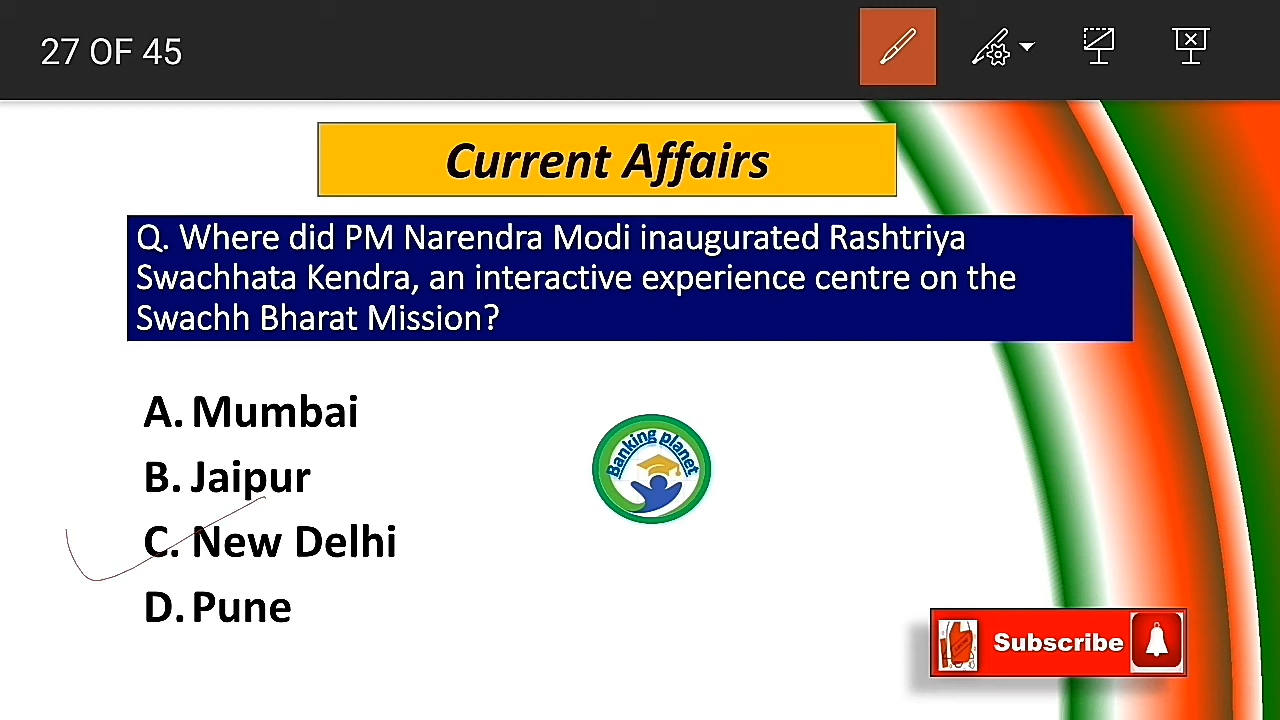 27 OF 45
Current Affairs
Q. Where did PM Narendra Modi inaugurated Rashtriya
Swachhata Kendra, an interactive experience centre on the
Swachh Bharat Mission?
A. Mumbai
B. Jaipur
C. New Delhi
D. Pune
Banking planet
Subscribe